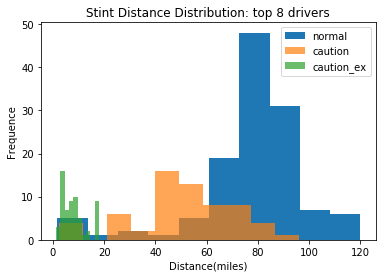 Stint Distance Distribution: top 8 drivers
normal
caution
caution_ex
Frequence
50
40
30
20
10
0
0 20 40 60 80 100 120
Distance(miles)